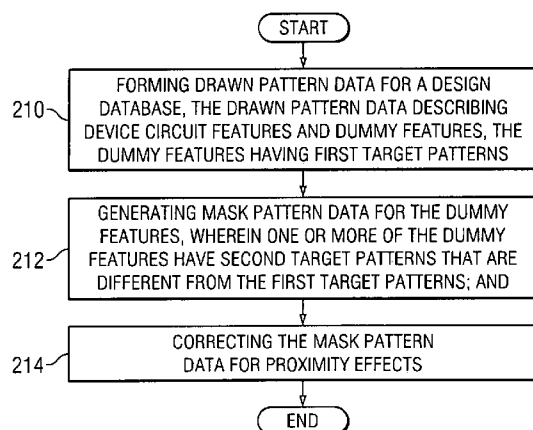 START
210
FORMING DRAWN PATTERN DATA FOR A DESIGN
DATABASE, THE DRAWN PATTERN DATA DESCRIBING
DEVICE CIRCUIT FEATURES AND DUMMY FEATURES, THE
DUMMY FEATURES HAVING FIRST TARGET PATTERNS
212
GENERATING MASK PATTERN DATA FOR THE DUMMY
FEATURES, WHEREIN ONE OR MORE OF THE DUMMY
FEATURES HAVE SECOND TARGET PATTERNS THAT ARE
DIFFERENT FROM THE FIRST TARGET PATTERNS; AND
214
CORRECTING THE MASK PATTERN
DATA FOR PROXIMITY EFFECTS
END